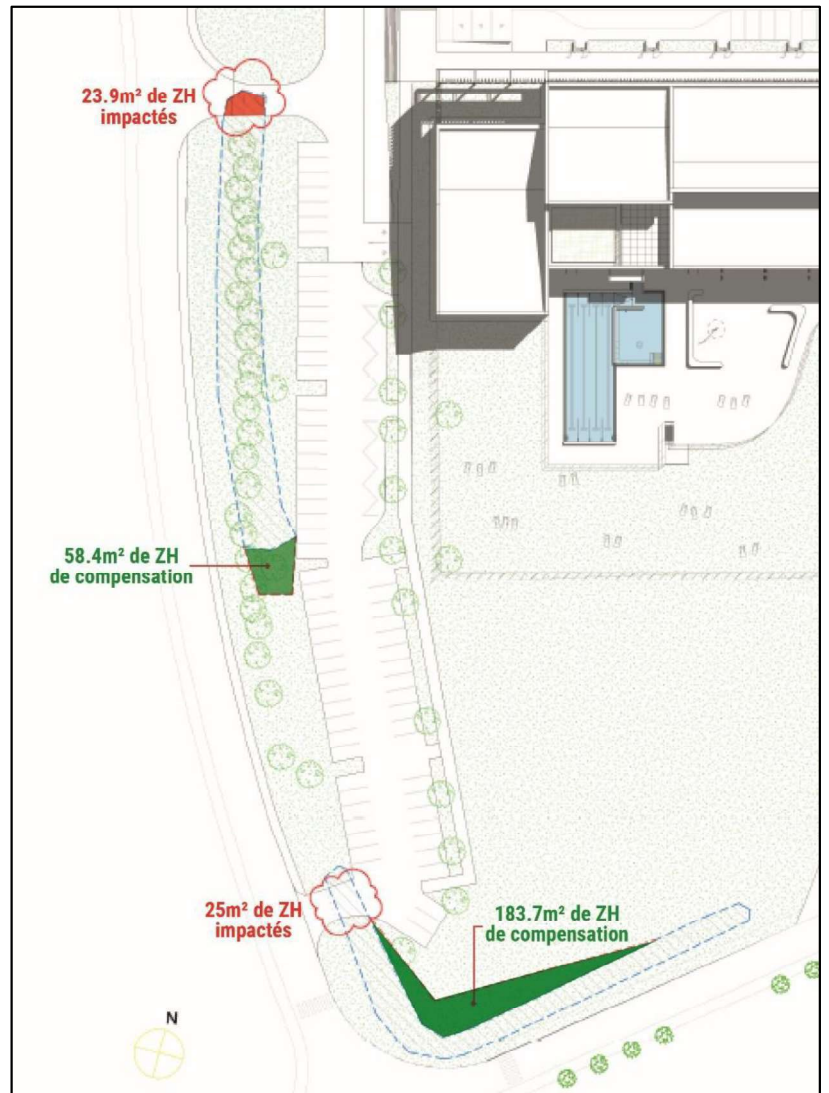 23.9m² de ZH
impactés
58.4m² de ZH
de compensation
25m² de ZH
impactés
183.7m² de ZH
de compensation
N